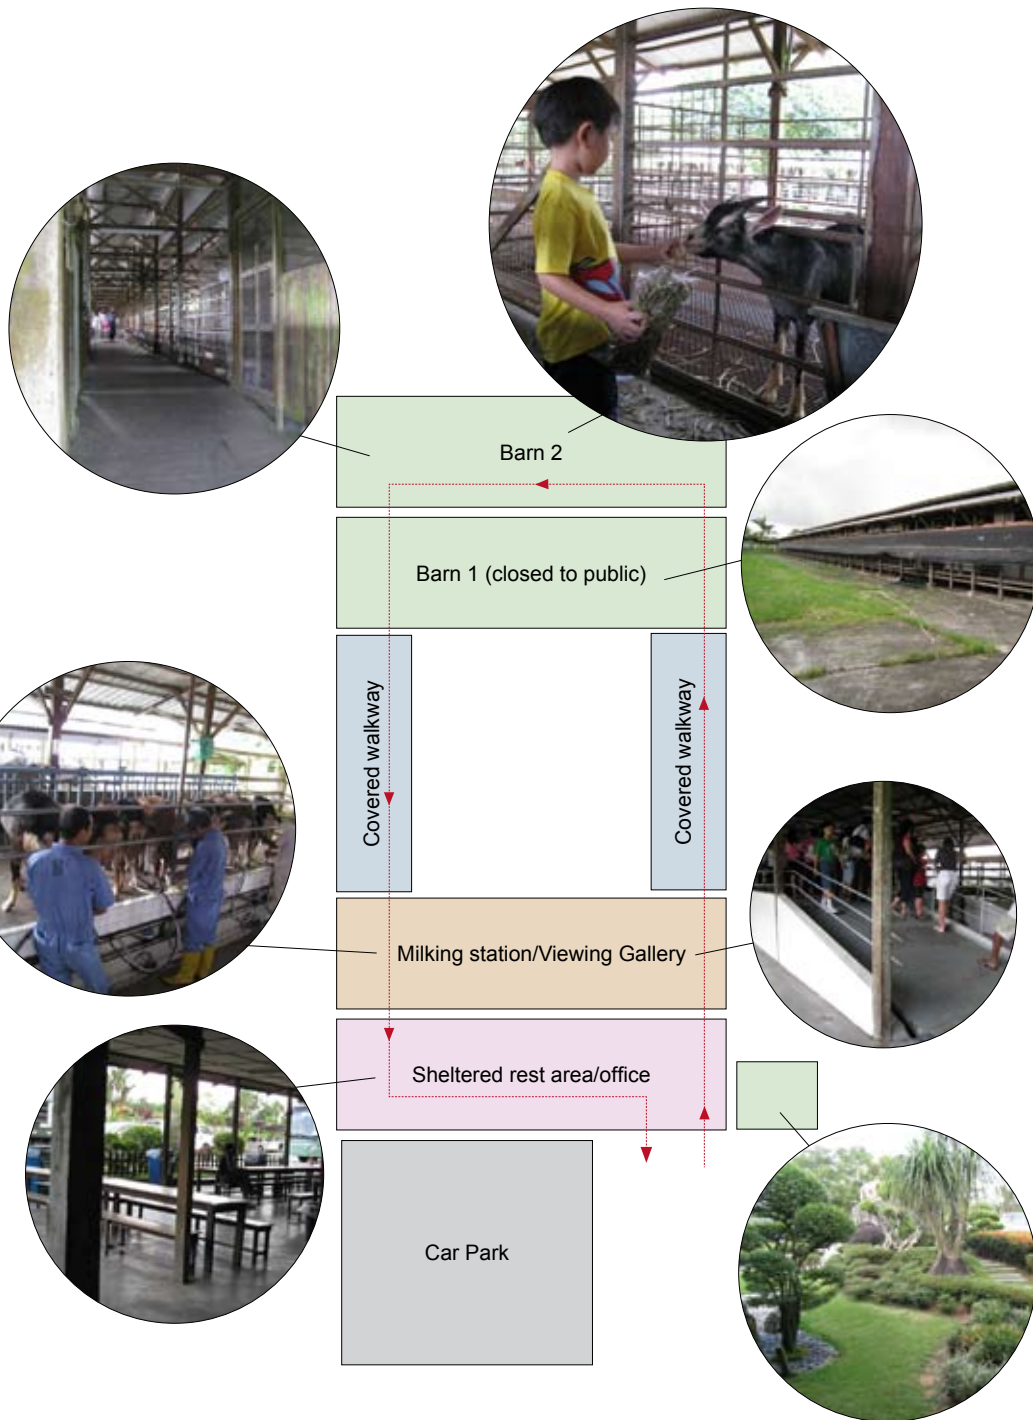 Barn 2
Barn 1 (closed to public)
Covered walkway
Covered walkway
Milking station/Viewing Gallery
Sheltered rest area/office
Car Park